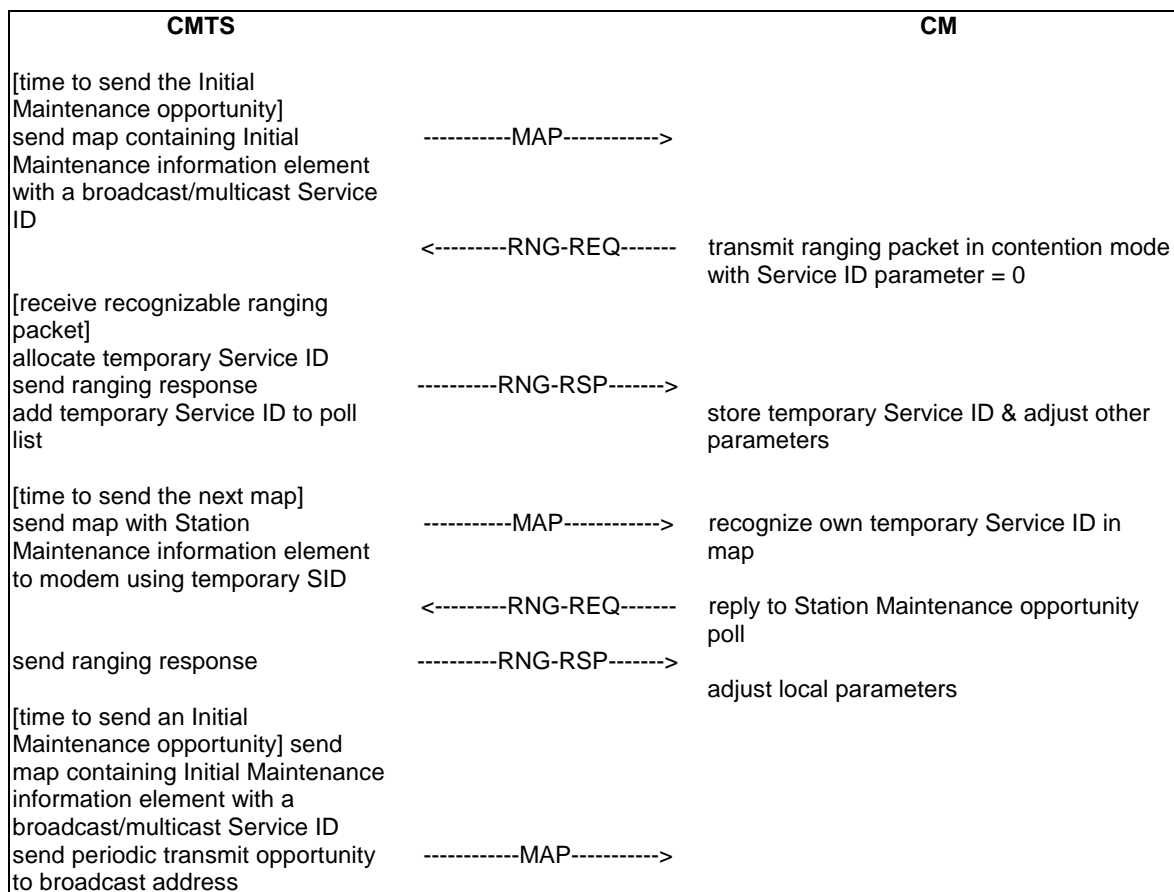 CMTS CM
[time to send the Initial
Maintenance opportunity]
send map containing Initial -----------MAP------------>
Maintenance information element
with a broadcast/multicast Service
ID
<---------RNG-REQ------- transmit ranging packet in contention mode
with Service ID parameter = 0
[receive recognizable ranging
packet]
allocate temporary Service ID
send ranging response ----------RNG-RSP------->
add temporary Service ID to poll
list
store temporary Service ID & adjust other
parameters
[time to send the next map]
send map with Station -----------MAP------------> recognize own temporary Service ID in
Maintenance information element map
to modem using temporary SID
<---------RNG-REQ------- reply to Station Maintenance opportunity
poll
send ranging response ----------RNG-RSP------->
adjust local parameters
[time to send an Initial
Maintenance opportunity] send
map containing Initial Maintenance
information element with a
broadcast/multicast Service ID
send periodic transmit opportunity ------------MAP----------->
to broadcast address